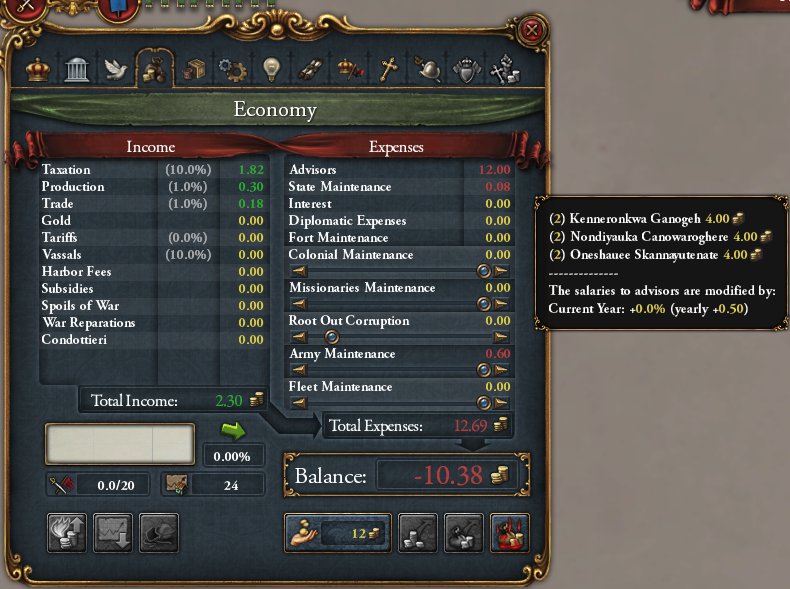 Economy
Income
Taxation (10.0%) 1.82
Production (1.0%) 0.30
Trade (1.0%) 0.18
Gold 0.00
Tariffs (0.0%) 0.00
Vassals (10.0%) 0.00
Harbor Fees 0.00
Subsidies 0.00
Spoils of War 0.00
War Reparations 0.00
Condottieri 0.00
Total Income: 2.30
0.00%
0.0/20
24
Expenses
Advisors 12.00
State Maintenance 0.08
Interest 0.00
Diplomatic Expenses 0.00
Fort Maintenance 0.00
Colonial Maintenance 0.00
Missionaries Maintenance 0.00
Root Out Corruption 0.00
Army Maintenance 0.60
Fleet Maintenance 0.00
Total Expenses: 12.69
Balance: -10.38
12
(2) Kenneronkwa Ganogeh 4.00
(2) Nondiyauka Canowaroghere 4.00
(2) Oneshauee Skannayutenate 4.00
--------------
The salaries to advisors are modified by:
Current Year: +0.0% (yearly +0.50)